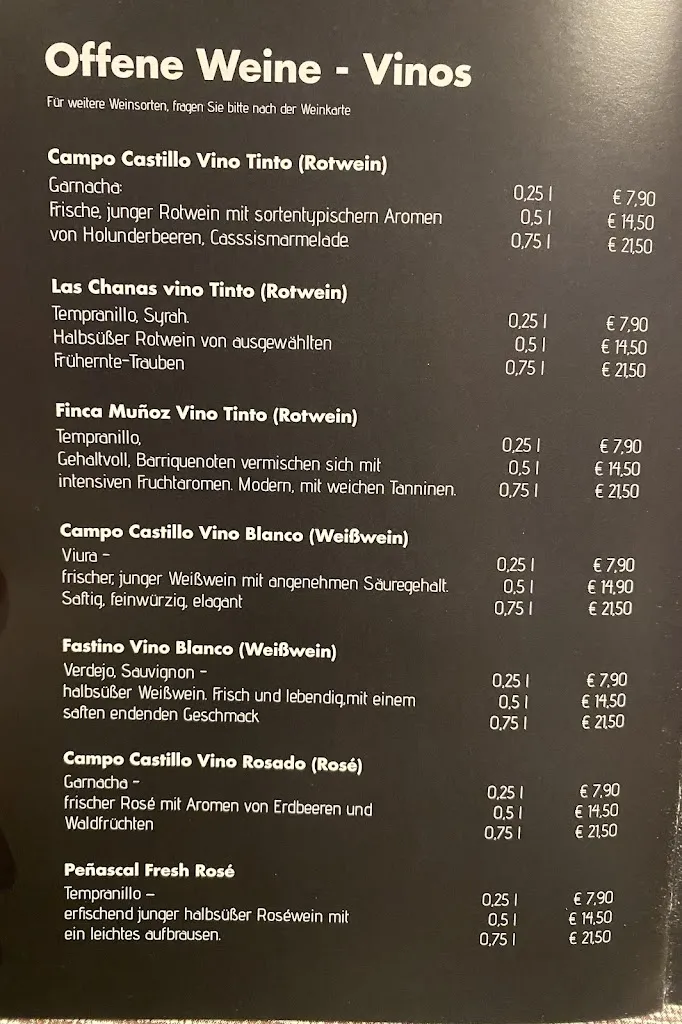 Offene Weine - Vinos
Für weitere Weinsorten, fragen Sie bitte nach der Weinkarte
Campo Castillo Vino Tinto (Rotwein)
Garnacha: 0,25 l € 7,90
Frische, junger Rotwein mit sortentypischern Aromen 0,5 l € 14,50
von Holunderbeeren, Casssismarmelade 0,75 l € 21,50
Las Chanas vino Tinto (Rotwein)
Tempranillo, Syrah. 0,25 l € 7,90
Halbsüßer Rotwein von ausgewählten 0,5 l € 14,50
Frühernte-Trauben 0,75 l € 21,50
Finca Muñoz Vino Tinto (Rotwein)
Tempranillo, 0,25 l € 7,90
Gehaltvoll, Barriquenoten vermischen sich mit 0,5 l € 14,50
intensiven Fruchtaromen. Modern, mit weichen Tanninen. 0,75 l € 21,50
Campo Castillo Vino Blanco (Weißwein)
Viura – 0,25 l € 7,90
frischer, junger Weißwein mit angenehmen Säuregehalt. 0,5 l € 14,90
Saftig, feinwürzig, elagant 0,75 l € 21,50
Fastino Vino Blanco (Weißwein)
Verdejo, Sauvignon – 0,25 l € 7,90
halbsüßer Weißwein. Frisch und lebendig,mit einem 0,5 l € 14,50
saften endenden Geschmack 0,75 l € 21,50
Campo Castillo Vino Rosado (Rosé)
Garnacha – 0,25 l € 7,90
frischer Rosé mit Aromen von Erdbeeren und 0,5 l € 14,50
Waldfrüchten 0,75 l € 21,50
Peñascal Fresh Rosé
Tempranillo – 0,25 l € 7,90
erfischend junger halbsüßer Roséwein mit 0,5 l € 14,50
ein leichtes aufbrausen. 0,75 l € 21,50